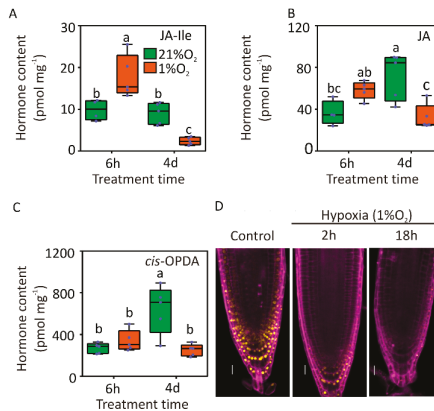 A
JA-Ile
Hormone content
(pmol mg⁻¹)
30
20
10
0
21%O₂
1%O₂
b
a
b
c
6h
4d
Treatment time
B
JA
Hormone content
(pmol mg⁻¹)
120
80
40
0
bc
ab
a
c
6h
4d
Treatment time
C
cis-OPDA
Hormone content
(pmol mg⁻¹)
1200
800
400
0
b
b
a
b
6h
4d
Treatment time
D
Hypoxia (1%O₂)
Control
2h
18h